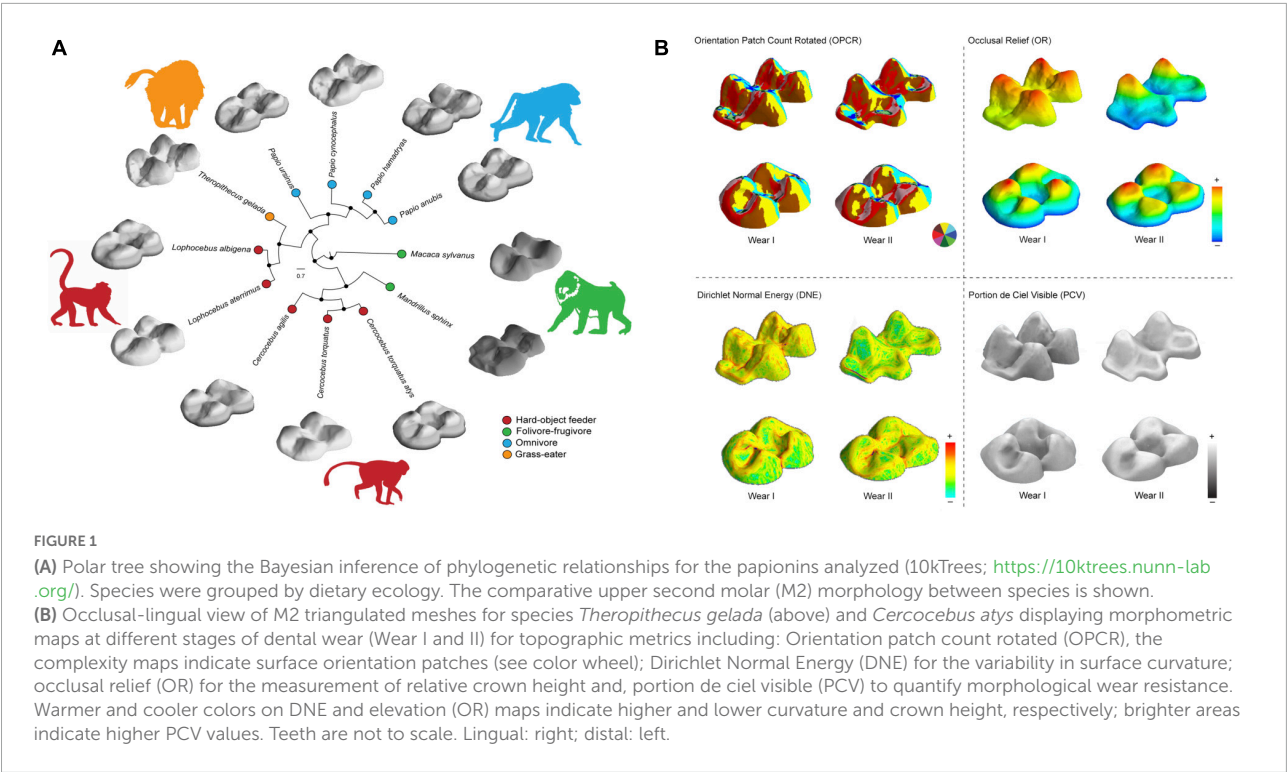 A
Papio ursinus
Papio cynocephalus
Papio hamadryas
Papio anubis
Theropithecus gelada
Lophocebus albigena
Lophocebus aterrimus
Cercocebus agilis
Cercocebus torquatus
Cercocebus torquatus atys
Mandrillus sphinx
Macaca sylvanus
0.7
Hard-object feeder
Folivore-frugivore
Omnivore
Grass-eater
B
Orientation Patch Count Rotated (OPCR)
Wear I
Wear II
Occlusal Relief (OR)
+
–
Wear I
Wear II
Dirichlet Normal Energy (DNE)
+
–
Wear I
Wear II
Portion de Ciel Visible (PCV)
+
–
Wear I
Wear II
FIGURE 1
(A) Polar tree showing the Bayesian inference of phylogenetic relationships for the papionins analyzed (10kTrees; https://10ktrees.nunn-lab
.org/). Species were grouped by dietary ecology. The comparative upper second molar (M2) morphology between species is shown.
(B) Occlusal-lingual view of M2 triangulated meshes for species Theropithecus gelada (above) and Cercocebus atys displaying morphometric
maps at different stages of dental wear (Wear I and II) for topographic metrics including: Orientation patch count rotated (OPCR), the
complexity maps indicate surface orientation patches (see color wheel); Dirichlet Normal Energy (DNE) for the variability in surface curvature;
occlusal relief (OR) for the measurement of relative crown height and, portion de ciel visible (PCV) to quantify morphological wear resistance.
Warmer and cooler colors on DNE and elevation (OR) maps indicate higher and lower curvature and crown height, respectively; brighter areas
indicate higher PCV values. Teeth are not to scale. Lingual: right; distal: left.